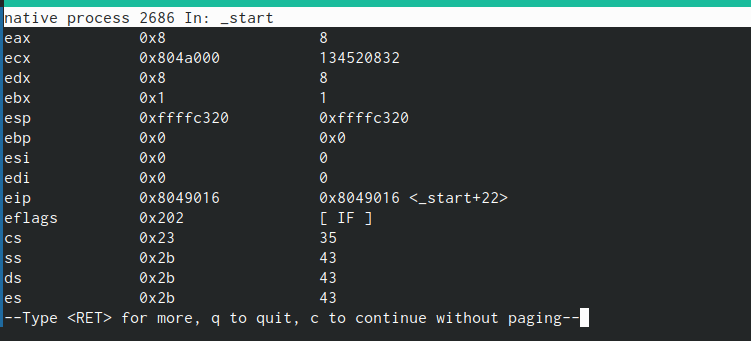 native process 2686 In: _start
eax 0x8 8
ecx 0x804a000 134520832
edx 0x8 8
ebx 0x1 1
esp 0xffffc320 0xffffc320
ebp 0x0 0x0
esi 0x0 0
edi 0x0 0
eip 0x8049016 0x8049016 <_start+22>
eflags 0x202 [ IF ]
cs 0x23 35
ss 0x2b 43
ds 0x2b 43
es 0x2b 43
--Type <RET> for more, q to quit, c to continue without paging--